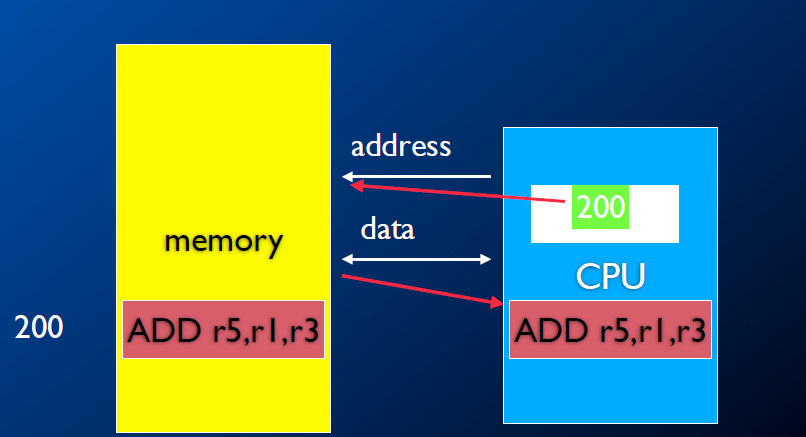 address
200
data
memory
CPU
200
ADD r5,r1,r3
ADD r5,r1,r3